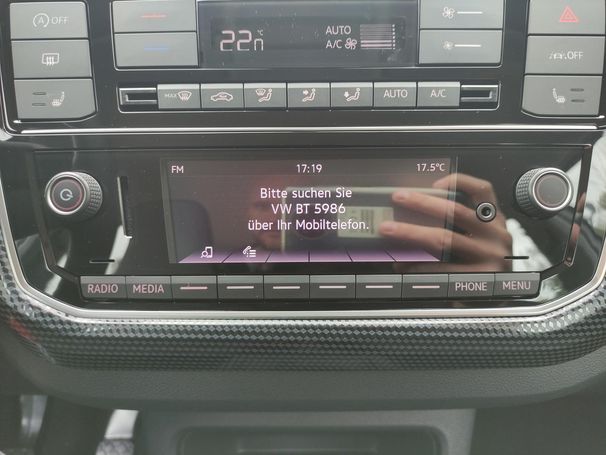 OFF
22
AUTO
A/C
OFF
MAX
AUTO
A/C
FM 17:19 17.5°C
Bitte suchen Sie
VW BT 5986
über Ihr Mobiltelefon.
RADIO MEDIA PHONE MENU